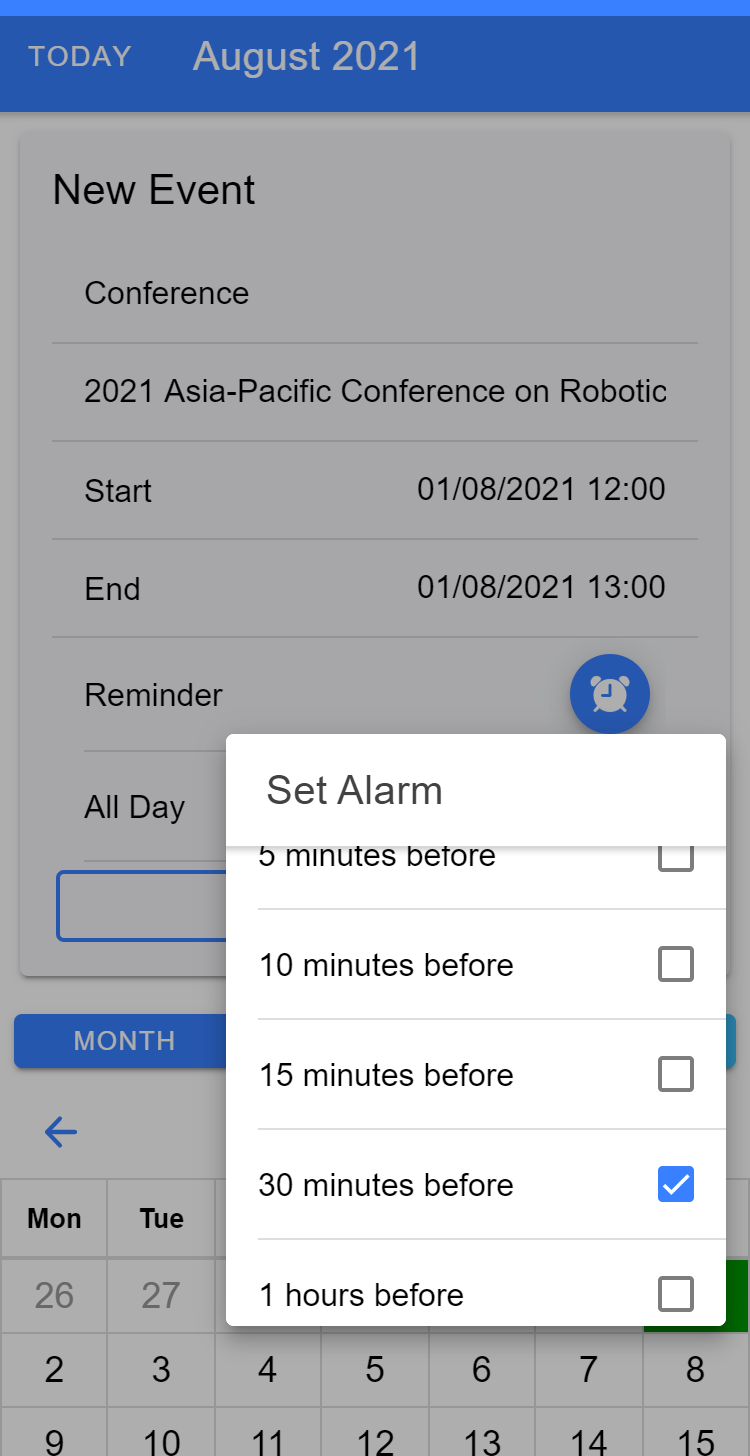 TODAY August 2021
New Event
Conference
2021 Asia-Pacific Conference on Robotic
Start 01/08/2021 12:00
End 01/08/2021 13:00
Reminder
All Day
Set Alarm
5 minutes before
10 minutes before
15 minutes before
30 minutes before
1 hours before
MONTH
Mon Tue
26 27
2 3 4 5 6 7 8
9 10 11 12 13 14 15